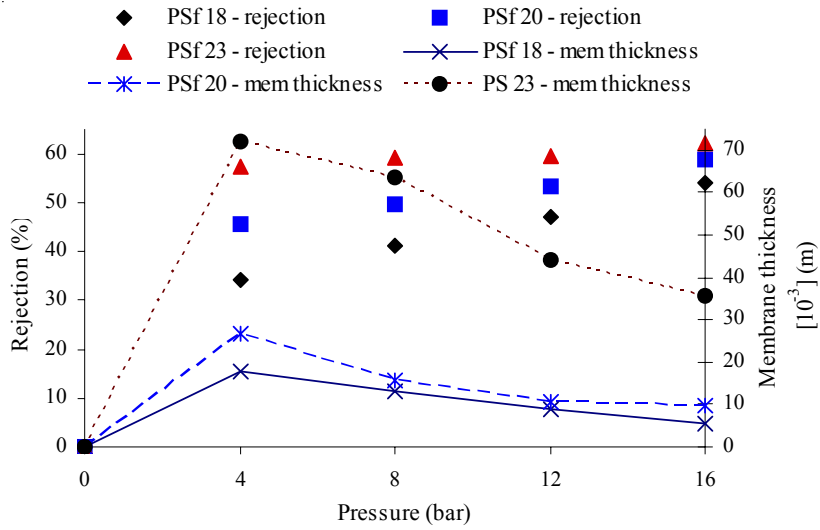 PSf 18 - rejection
PSf 20 - rejection
PSf 23 - rejection
PSf 18 - mem thickness
PSf 20 - mem thickness
PS 23 - mem thickness
Rejection (%)
60
50
40
30
20
10
0
70
60
50
40
30
20
10
0
Membrane thickness
[10⁻³] (m)
0
4
8
12
16
Pressure (bar)